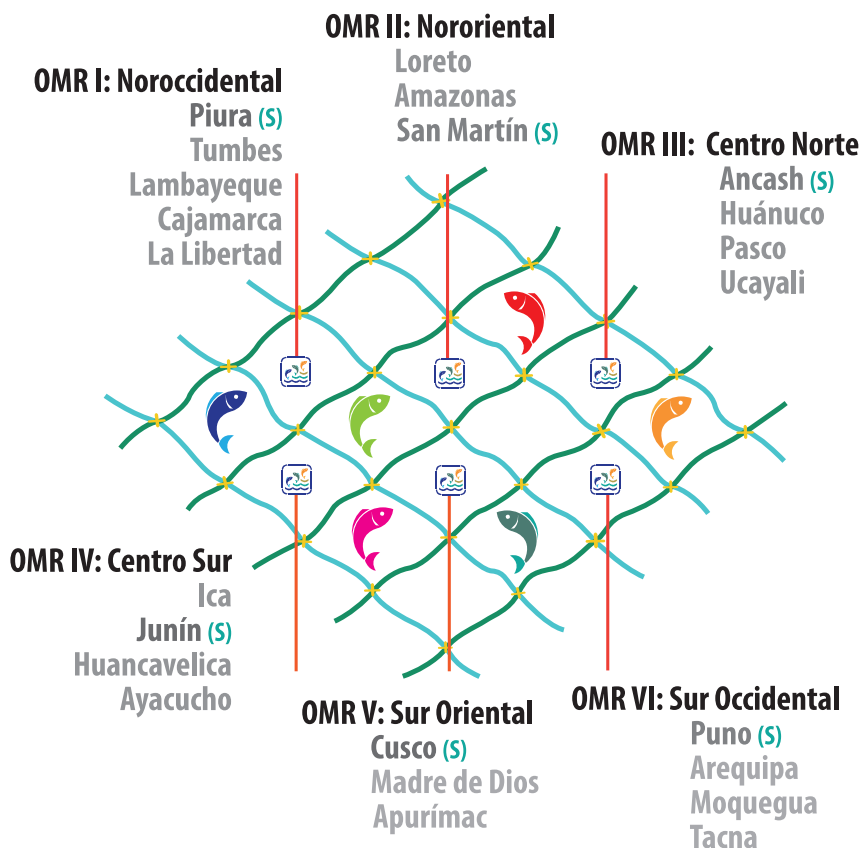 OMR I: Noroccidental
Piura (S)
Tumbes
Lambayeque
Cajamarca
La Libertad
OMR II: Nororiental
Loreto
Amazonas
San Martín (S)
OMR III: Centro Norte
Ancash (S)
Huánuco
Pasco
Ucayali
OMR IV: Centro Sur
Ica
Junín (S)
Huancavelica
Ayacucho
OMR V: Sur Oriental
Cusco (S)
Madre de Dios
Apurímac
OMR VI: Sur Occidental
Puno (S)
Arequipa
Moquegua
Tacna